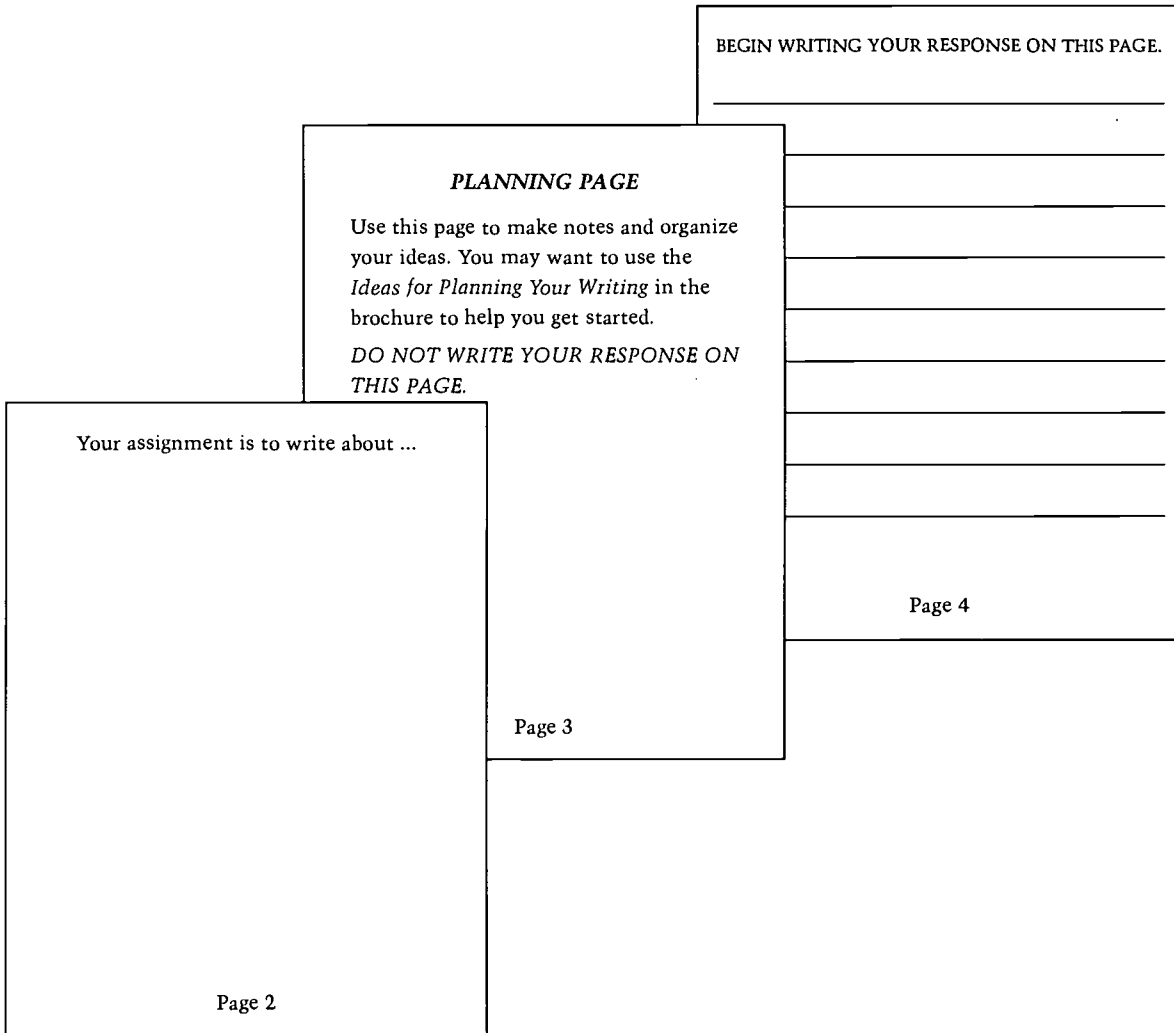 Your assignment is to write about ...
Page 2
PLANNING PAGE
Use this page to make notes and organize
your ideas. You may want to use the
Ideas for Planning Your Writing in the
brochure to help you get started.
DO NOT WRITE YOUR RESPONSE ON
THIS PAGE.
Page 3
BEGIN WRITING YOUR RESPONSE ON THIS PAGE.
Page 4